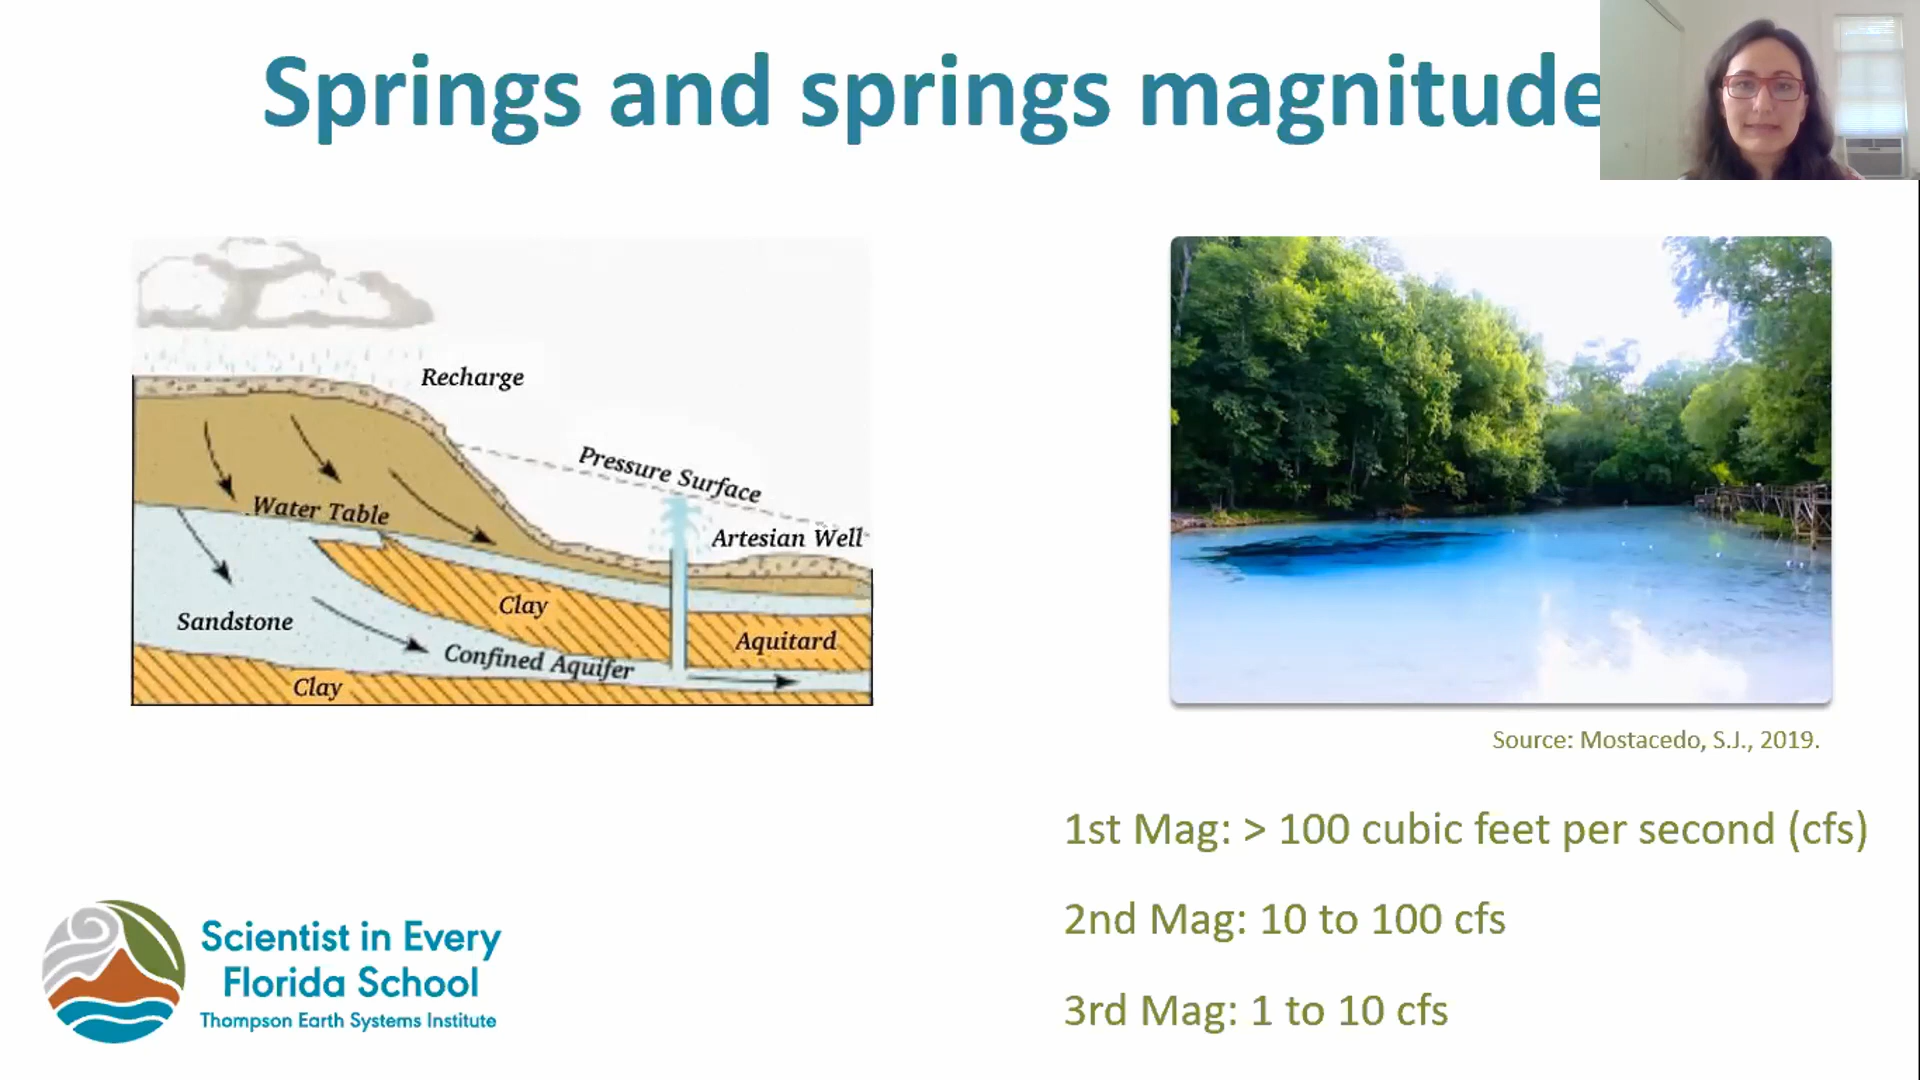 Springs and springs magnitude
Recharge
Pressure Surface
Artesian Well
Water Table
Clay
Sandstone
Aquitard
Confined Aquifer
Clay
Source: Mostacedo, S.J., 2019.
1st Mag: > 100 cubic feet per second (cfs)
2nd Mag: 10 to 100 cfs
3rd Mag: 1 to 10 cfs
Scientist in Every
Florida School
Thompson Earth Systems Institute